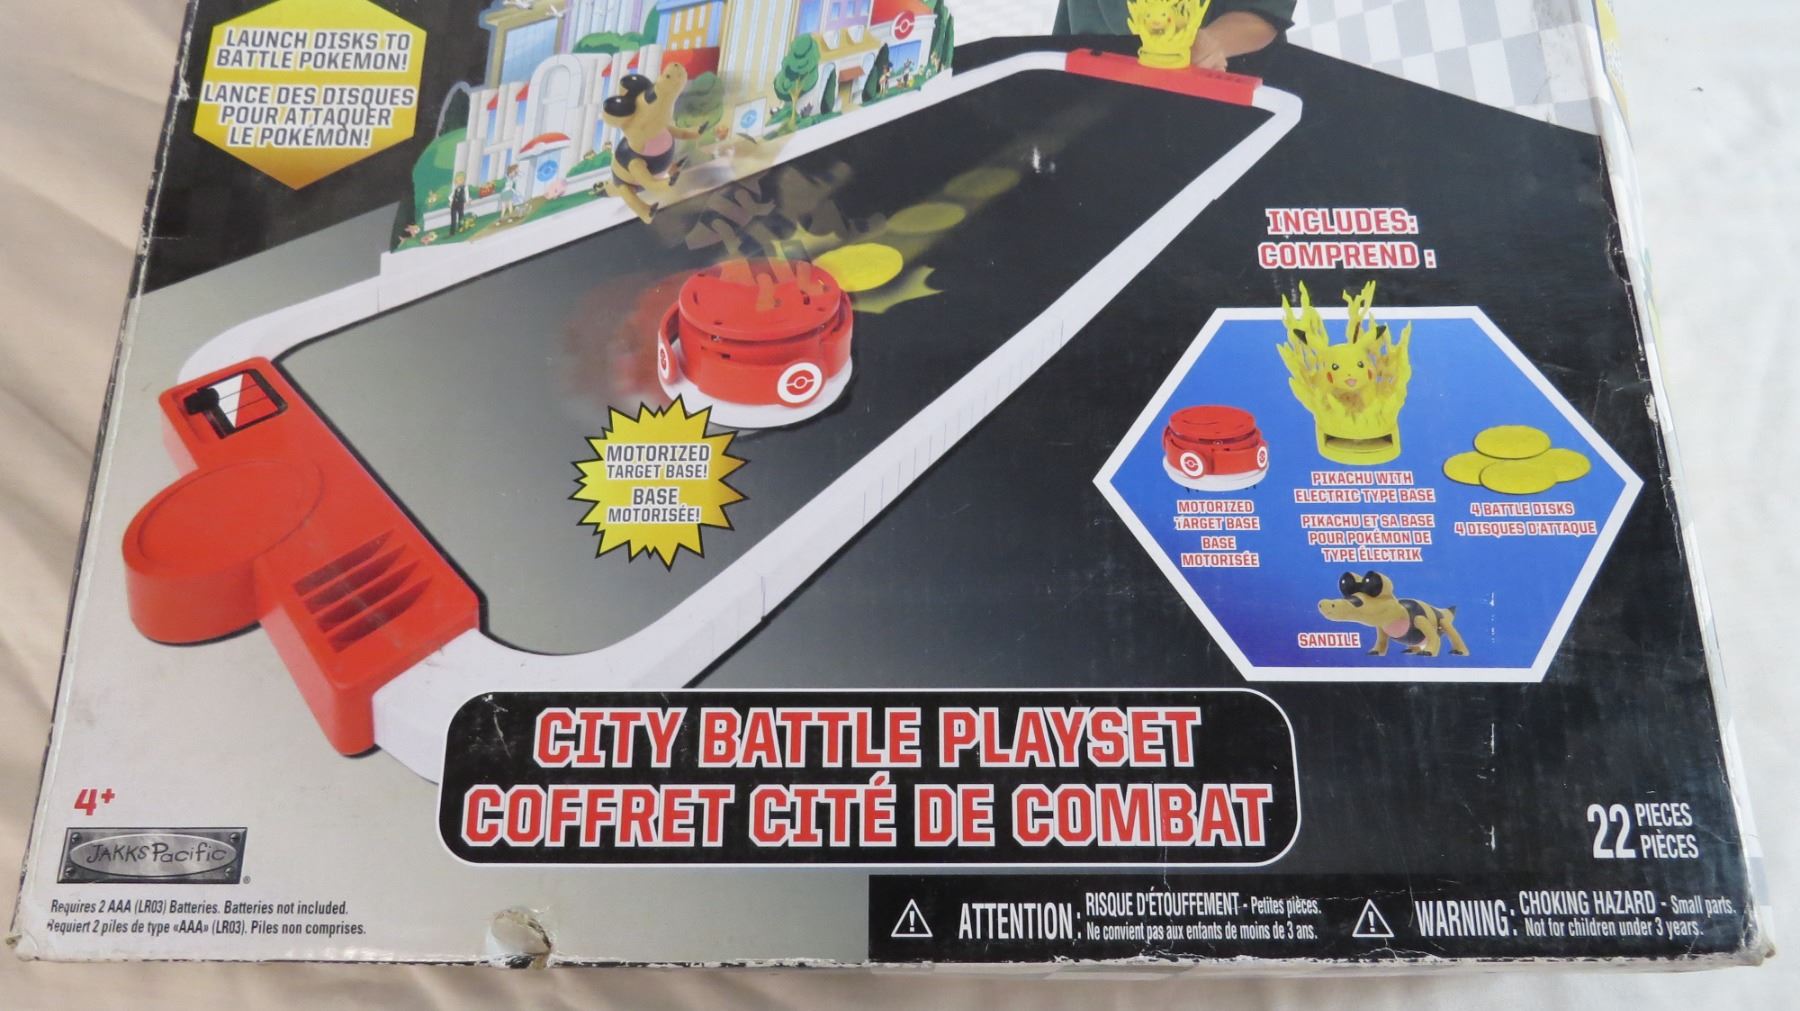 LAUNCH DISKS TO
BATTLE POKÉMON!
LANCE DES DISQUES
POUR ATTAQUER
LE POKÉMON!
INCLUDES:
COMPREND :
MOTORIZED
TARGET BASE!
BASE
MOTORISÉE!
MOTORIZED
TARGET BASE
BASE
MOTORISÉE
PIKACHU WITH
ELECTRIC TYPE BASE
PIKACHU ET SA BASE
POUR POKÉMON DE
TYPE ÉLECTRIK
4 BATTLE DISKS
4 DISQUES D'ATTAQUE
SANDILE
CITY BATTLE PLAYSET
COFFRET CITÉ DE COMBAT
4+
JAKKS Pacific®
Requires 2 AAA (LR03) Batteries. Batteries not included.
Requiert 2 piles de type «AAA» (LR03). Piles non comprises.
22 PIECES
PIÈCES
ATTENTION : RISQUE D'ÉTOUFFEMENT - Petites pièces.
Ne convient pas aux enfants de moins de 3 ans.
WARNING: CHOKING HAZARD - Small parts.
Not for children under 3 years.